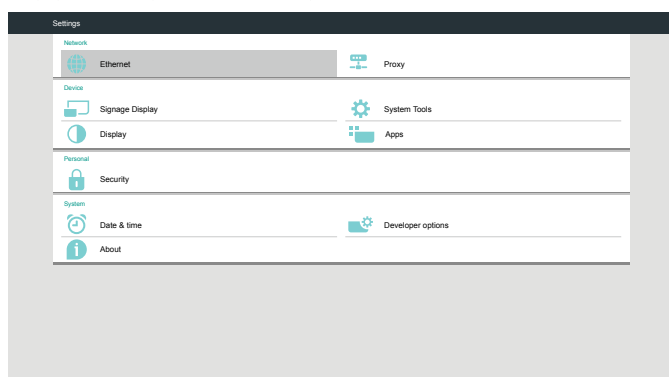 Settings
Network
Ethernet
Proxy
Device
Signage Display
System Tools
Display
Apps
Personal
Security
System
Date & time
Developer options
About